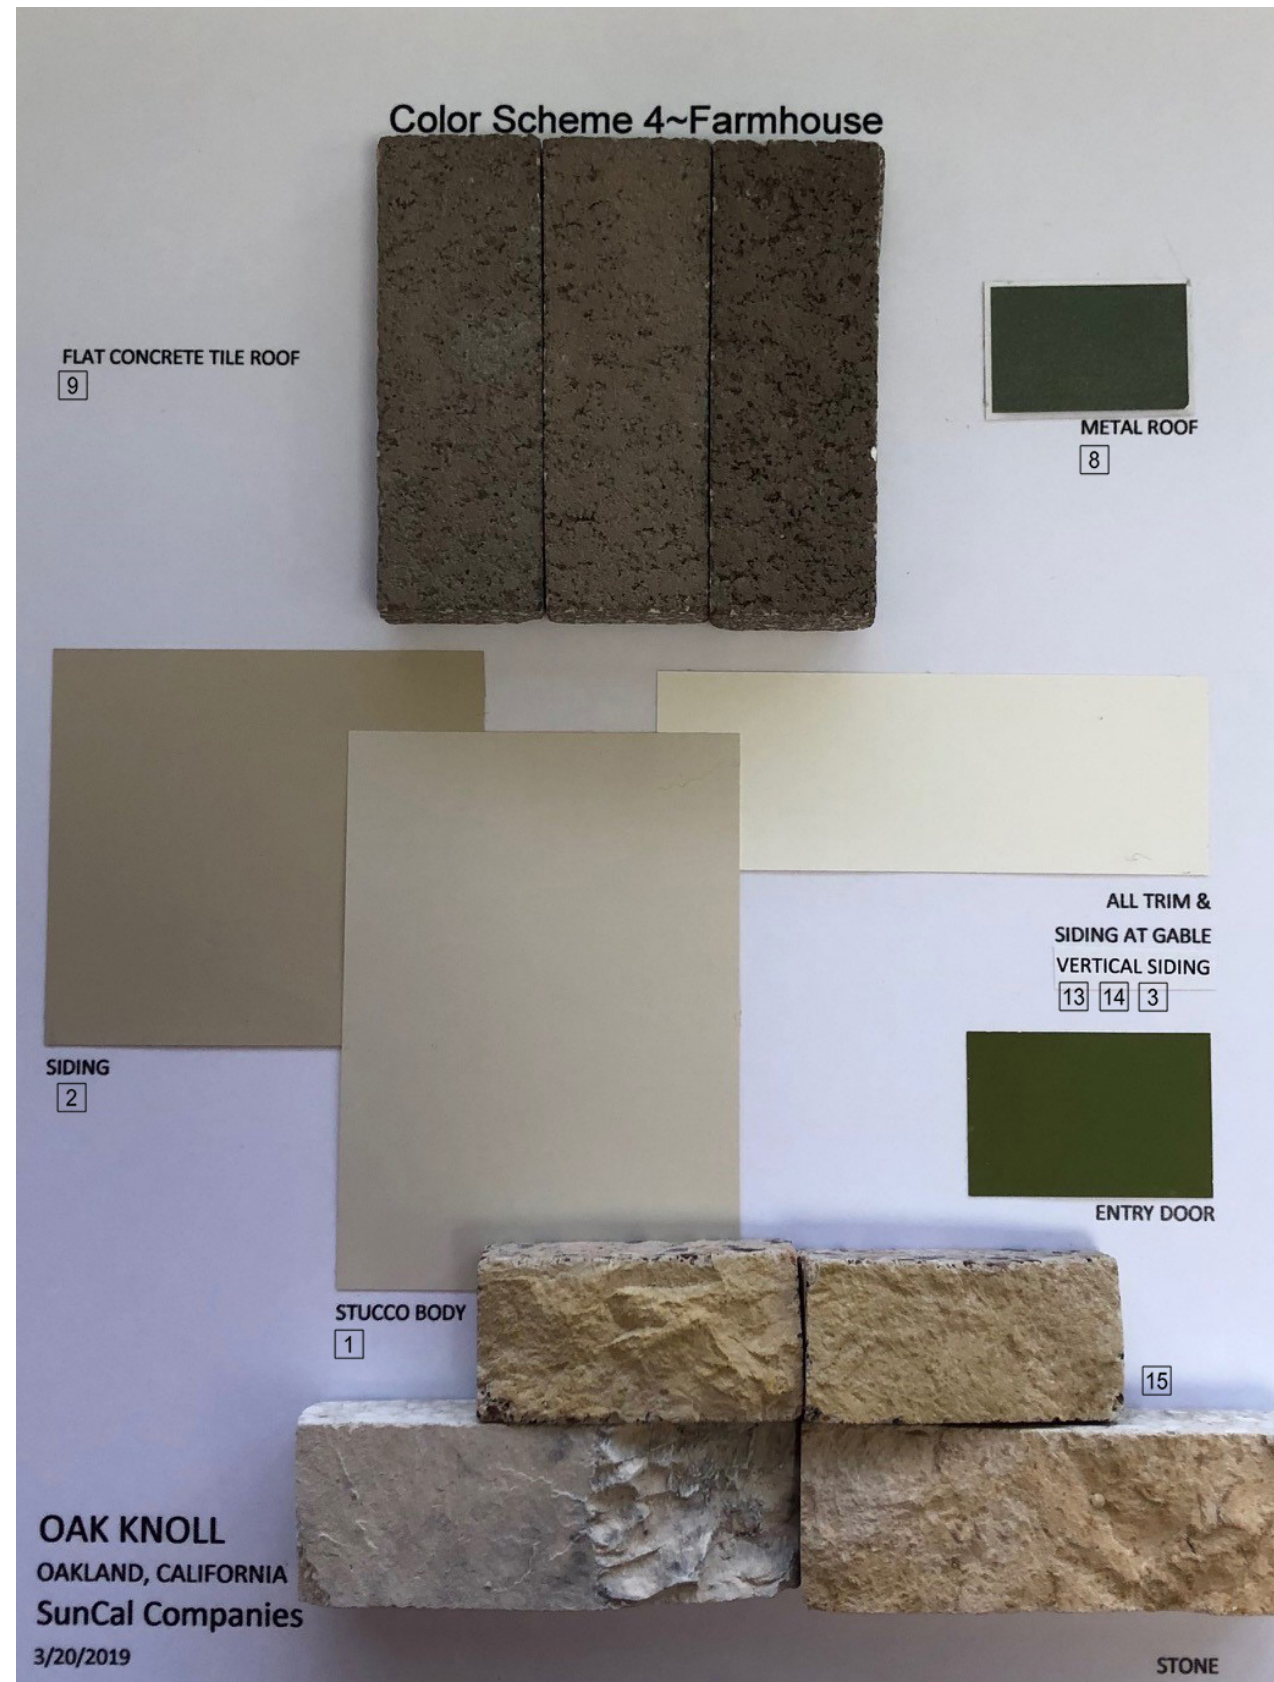 Color Scheme 4~Farmhouse
FLAT CONCRETE TILE ROOF
9
METAL ROOF
8
ALL TRIM &
SIDING AT GABLE
VERTICAL SIDING
13 14 3
SIDING
2
ENTRY DOOR
STUCCO BODY
1
15
OAK KNOLL
OAKLAND, CALIFORNIA
SunCal Companies
3/20/2019
STONE